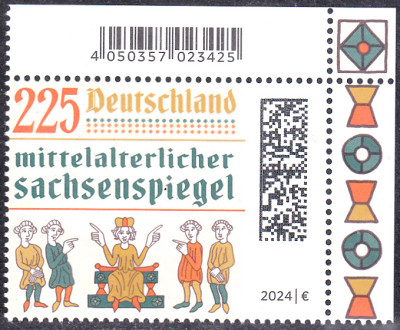 4 050357 023425
225 Deutschland
mittelalterlicher
sachsenspiegel
2024 | €